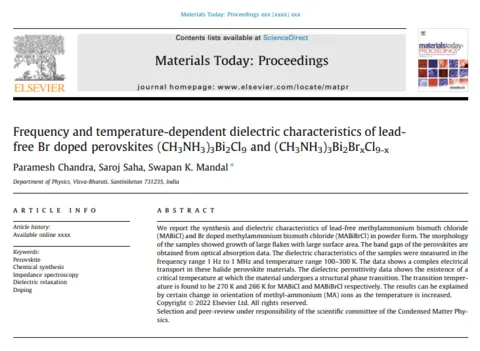 Materials Today: Proceedings xxx (xxxx) xxx
Contents lists available at ScienceDirect
Materials Today: Proceedings
journal homepage: www.elsevier.com/locate/matpr
ELSEVIER
materialstoday:
PROCEEDINGS
Frequency and temperature-dependent dielectric characteristics of lead-
free Br doped perovskites (CH₃NH₃)₃Bi₂Cl₉ and (CH₃NH₃)₃Bi₂BrₓCl₉₋ₓ
Paramesh Chandra, Saroj Saha, Swapan K. Mandal *
Department of Physics, Visva-Bharati, Santiniketan 731235, India
ARTICLE INFO
Article history:
Available online xxxx
Keywords:
Perovskite
Chemical synthesis
Impedance spectroscopy
Dielectric relaxation
Doping
ABSTRACT
We report the synthesis and dielectric characteristics of lead-free methylammonium bismuth chloride
(MABiCl) and Br doped methylammonium bismuth chloride (MABiBrCl) in powder form. The morphology
of the samples showed growth of large flakes with large surface area. The band gaps of the perovskites are
obtained from optical absorption data. The dielectric characteristics of the samples were measured in the
frequency range 1 Hz to 1 MHz and temperature range 100–300 K. The data shows a complex electrical
transport in these halide perovskite materials. The dielectric permittivity data shows the existence of a
critical temperature at which the material undergoes a structural phase transition. The transition temper-
ature is found to be 270 K and 266 K for MABiCl and MABiBrCl respectively. The results can be explained
by certain change in orientation of methyl-ammonium (MA) ions as the temperature is increased.
Copyright © 2022 Elsevier Ltd. All rights reserved.
Selection and peer-review under responsibility of the scientific committee of the Condensed Matter Phy-
sics.